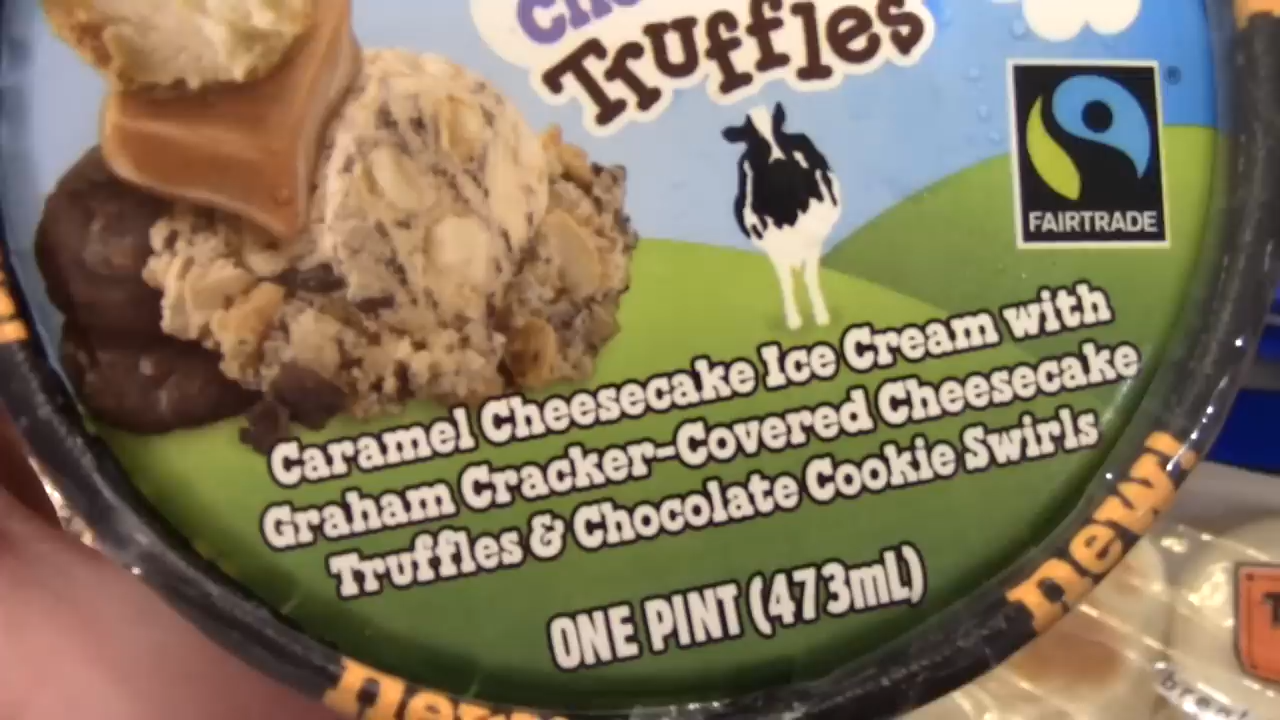 Truffles
®
FAIRTRADE
Caramel Cheesecake Ice Cream with
Graham Cracker-Covered Cheesecake
Truffles & Chocolate Cookie Swirls
ONE PINT (473mL)
new!